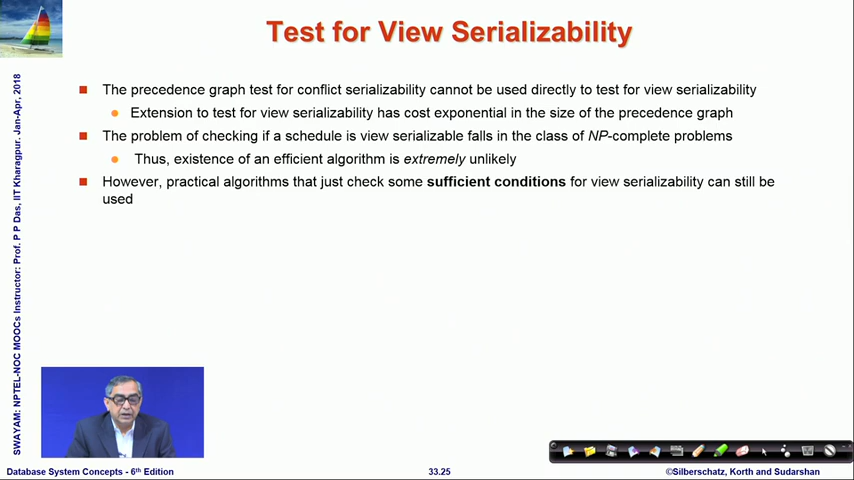 Test for View Serializability
The precedence graph test for conflict serializability cannot be used directly to test for view serializability
Extension to test for view serializability has cost exponential in the size of the precedence graph
The problem of checking if a schedule is view serializable falls in the class of NP-complete problems
Thus, existence of an efficient algorithm is extremely unlikely
However, practical algorithms that just check some sufficient conditions for view serializability can still be
used
SWAYAM: NPTEL-NOC MOOCs Instructor: Prof. P P Das, IIT Kharagpur. Jan-Apr, 2018
Database System Concepts - 6th Edition
33.25
©Silberschatz, Korth and Sudarshan